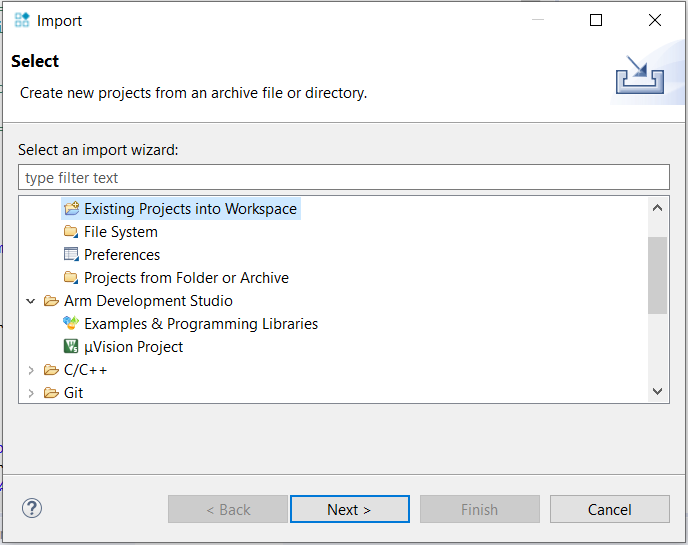 Import
Select
Create new projects from an archive file or directory.
Select an import wizard:
type filter text
Existing Projects into Workspace
File System
Preferences
Projects from Folder or Archive
Arm Development Studio
Examples & Programming Libraries
µVision Project
C/C++
Git
< Back
Next >
Finish
Cancel